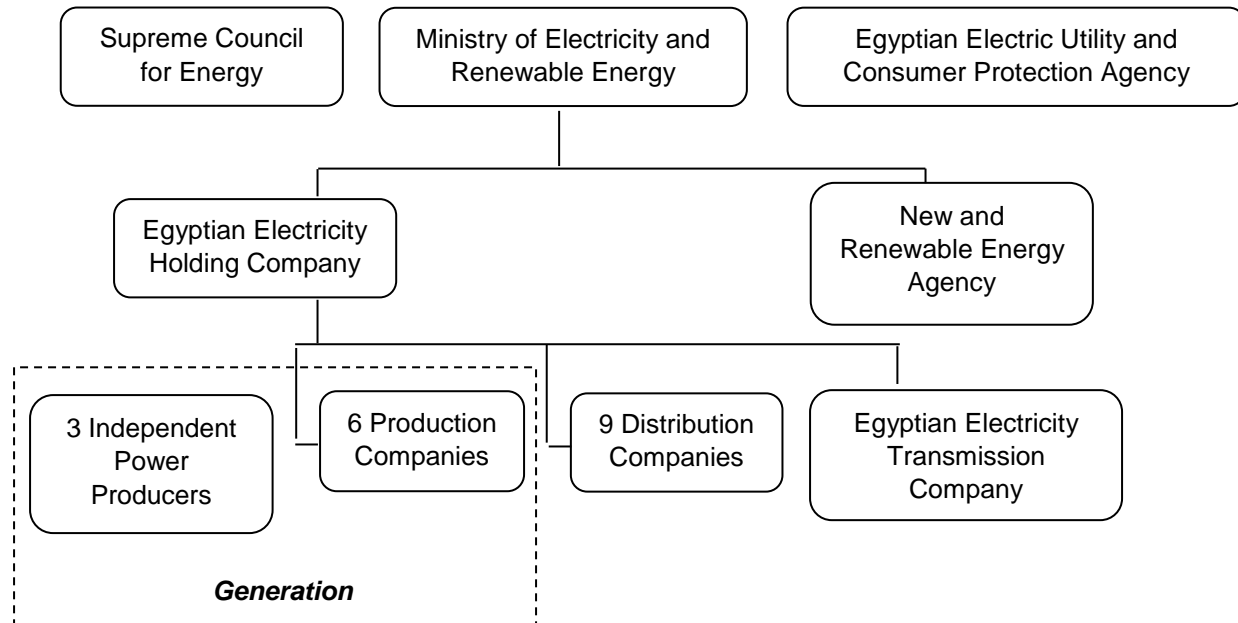 Supreme Council
for Energy
Ministry of Electricity and
Renewable Energy
Egyptian Electric Utility and
Consumer Protection Agency
Egyptian Electricity
Holding Company
New and
Renewable Energy
Agency
3 Independent
Power
Producers
6 Production
Companies
9 Distribution
Companies
Egyptian Electricity
Transmission
Company
Generation